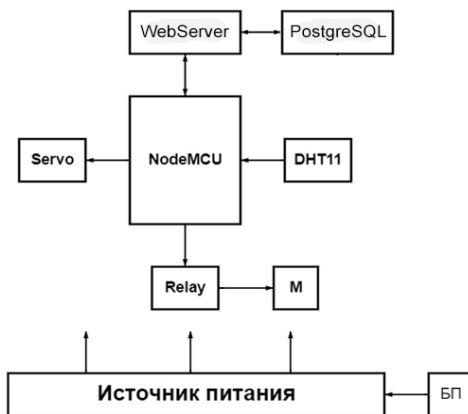 WebServer
PostgreSQL
Servo
NodeMCU
DHT11
Relay
M
Источник питания
БП